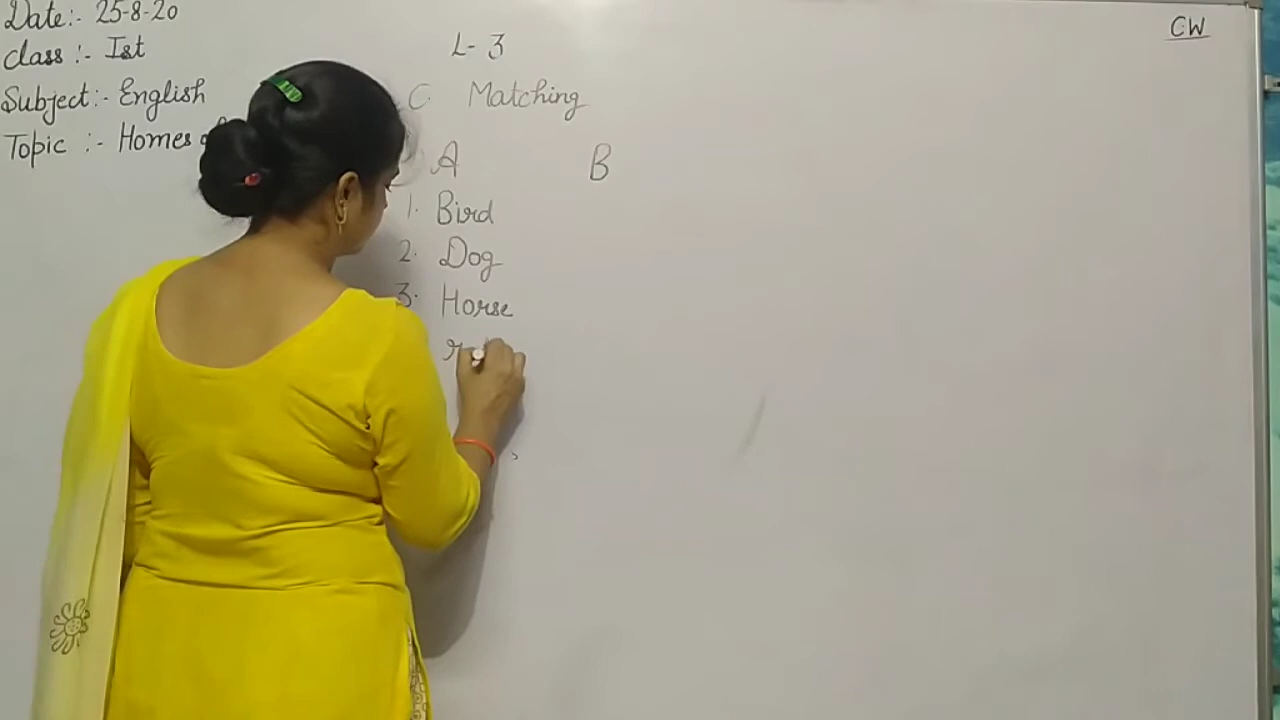 Date:- 25-8-20
Class :- Ist
Subject:- English
Topic :- Homes
CW
L- 3
C. Matching
A B
1. Bird
2. Dog
3. Horse